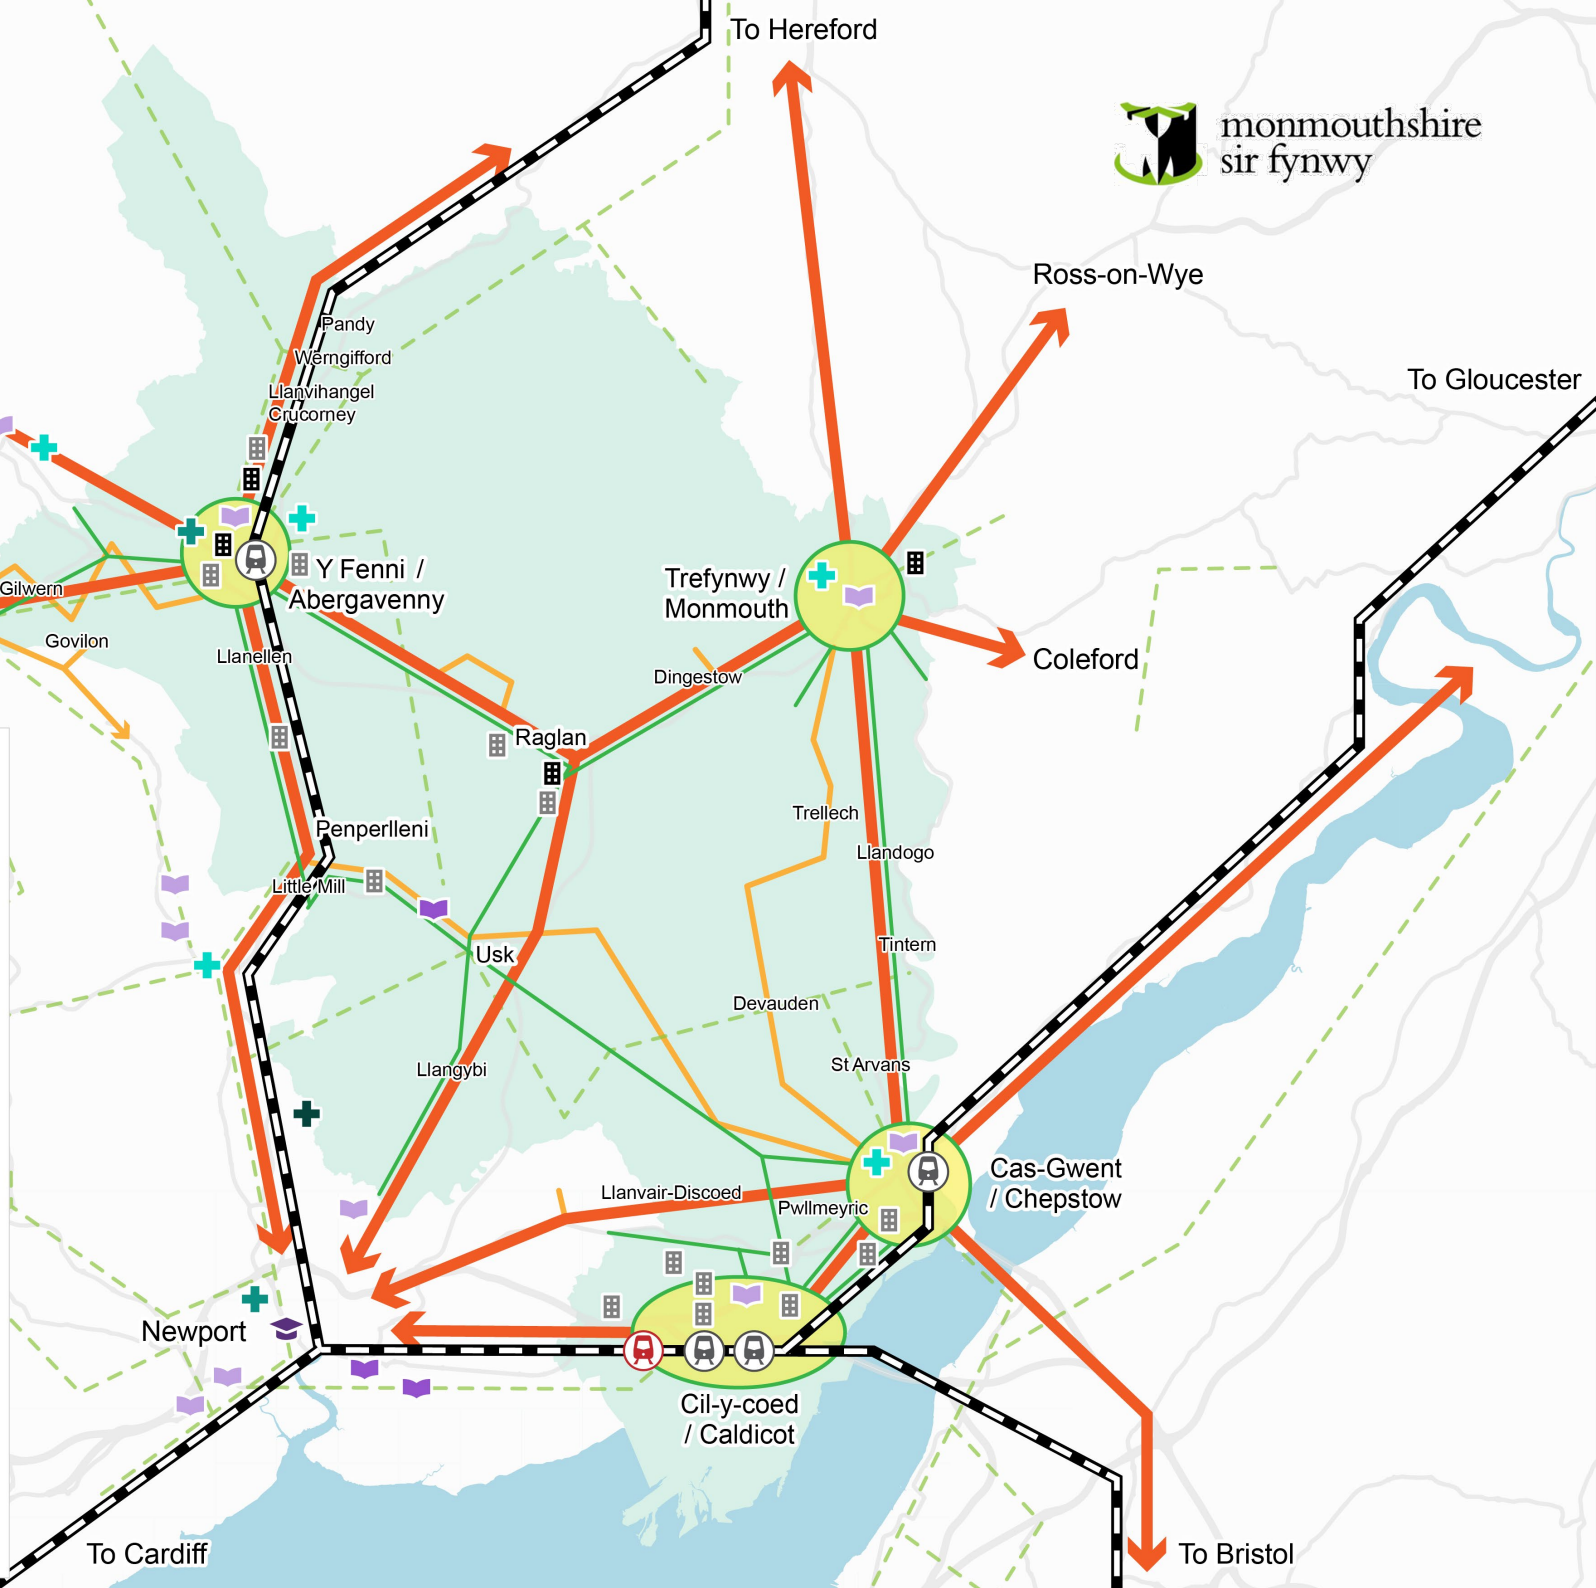 To Hereford
monmouthshire
sir fynwy
Ross-on-Wye
Pandy
Werngifford
Llanvihangel
Crucorney
To Gloucester
Y Fenni /
Abergavenny
Gilwern
Govilon
Llanellen
Trefynwy /
Monmouth
Coleford
Dingestow
Raglan
Penperlleni
Little Mill
Trellech
Llandogo
Usk
Tintern
Devauden
Llangybi
St Arvans
Cas-Gwent
/ Chepstow
Llanvair-Discoed
Pwllmeyric
Newport
Cil-y-coed
/ Caldicot
To Cardiff
To Bristol